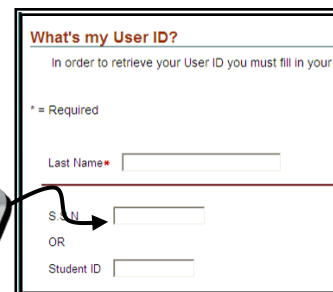 What's my User ID?
In order to retrieve your User ID you must fill in your
* = Required
Last Name*
S.S.N
OR
Student ID